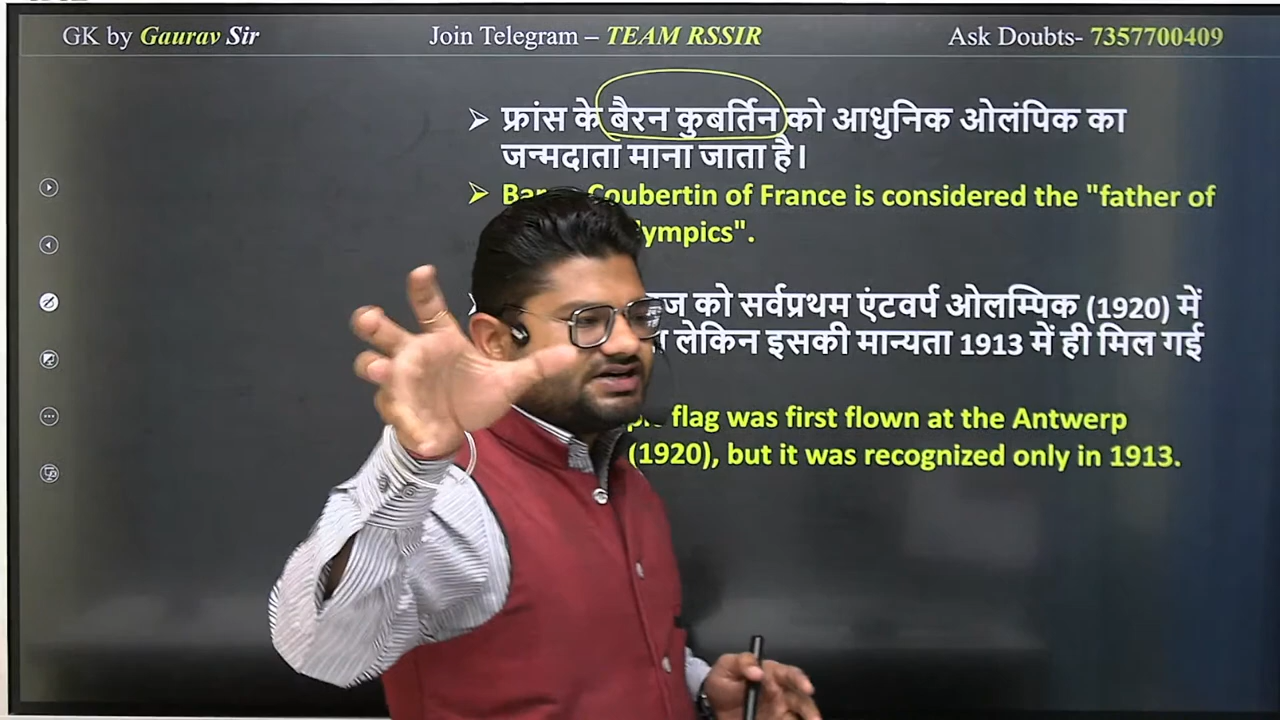 GK by Gaurav Sir
Join Telegram – TEAM RSSIR
Ask Doubts- 7357700409
➢ फ्रांस के बैरन कुबर्तिन को आधुनिक ओलंपिक का
जन्मदाता माना जाता है।
➢ Coubertin of France is considered the "father of
".
को सर्वप्रथम एंटवर्प ओलम्पिक (1920) में
लेकिन इसकी मान्यता 1913 में ही मिल गई
flag was first flown at the Antwerp
(1920), but it was recognized only in 1913.